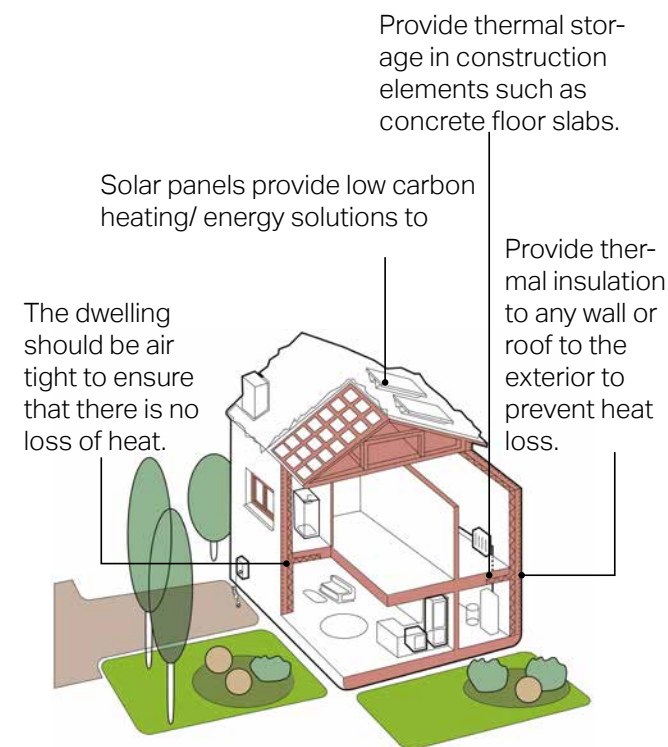 Provide thermal stor-
age in construction
elements such as
concrete floor slabs.
Solar panels provide low carbon
heating/ energy solutions to
Provide ther-
mal insulation
to any wall or
roof to the
exterior to
prevent heat
loss.
The dwelling
should be air
tight to ensure
that there is no
loss of heat.